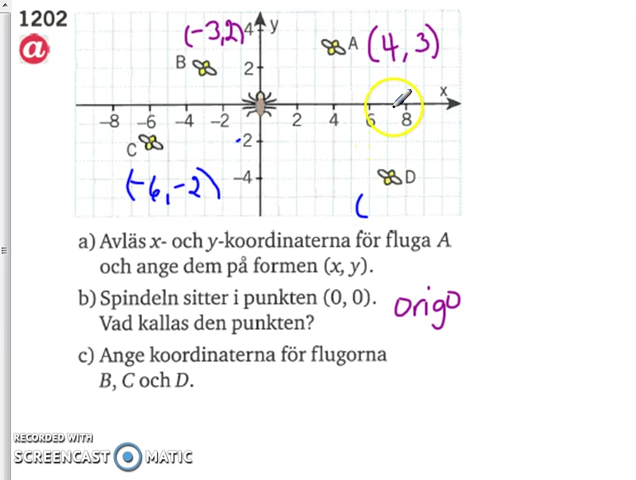 1202
a
(-3,2)
4 y
A (4, 3)
B
2
x
-8 -6 -4 -2 2 4 6 8
C
-2
(-6,-2)
-4
D
(
a) Avläs x- och y-koordinaterna för fluga A
och ange dem på formen (x, y).
b) Spindeln sitter i punkten (0, 0).
Vad kallas den punkten?
origo
c) Ange koordinaterna för flugorna
B, C och D.
RECORDED WITH
SCREENCAST MATIC